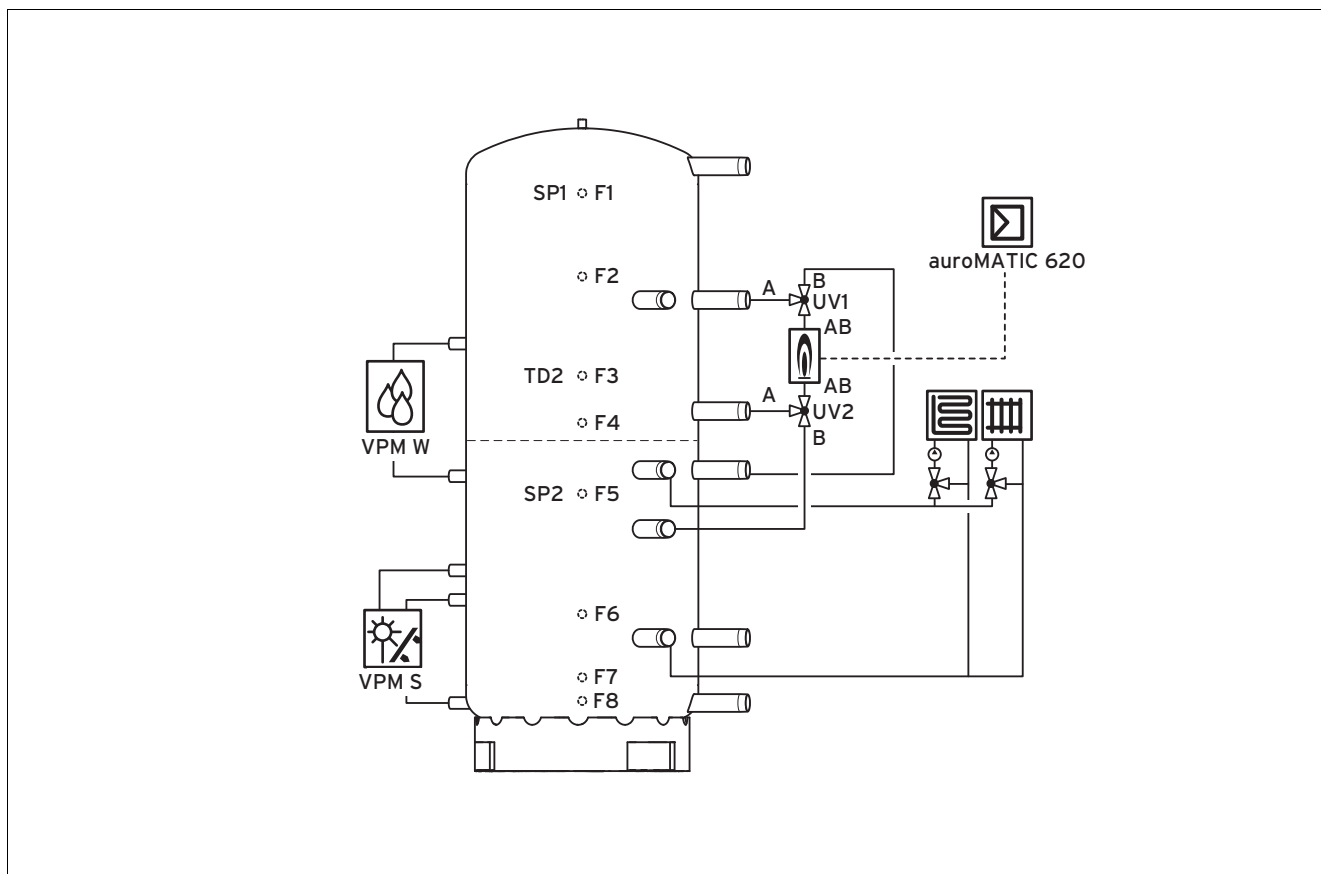 SP1 F1
auroMATIC 620
F2
A
B
UV1
AB
TD2 F3
AB
A
UV2
F4
B
VPM W
SP2 F5
F6
F7
VPM S
F8